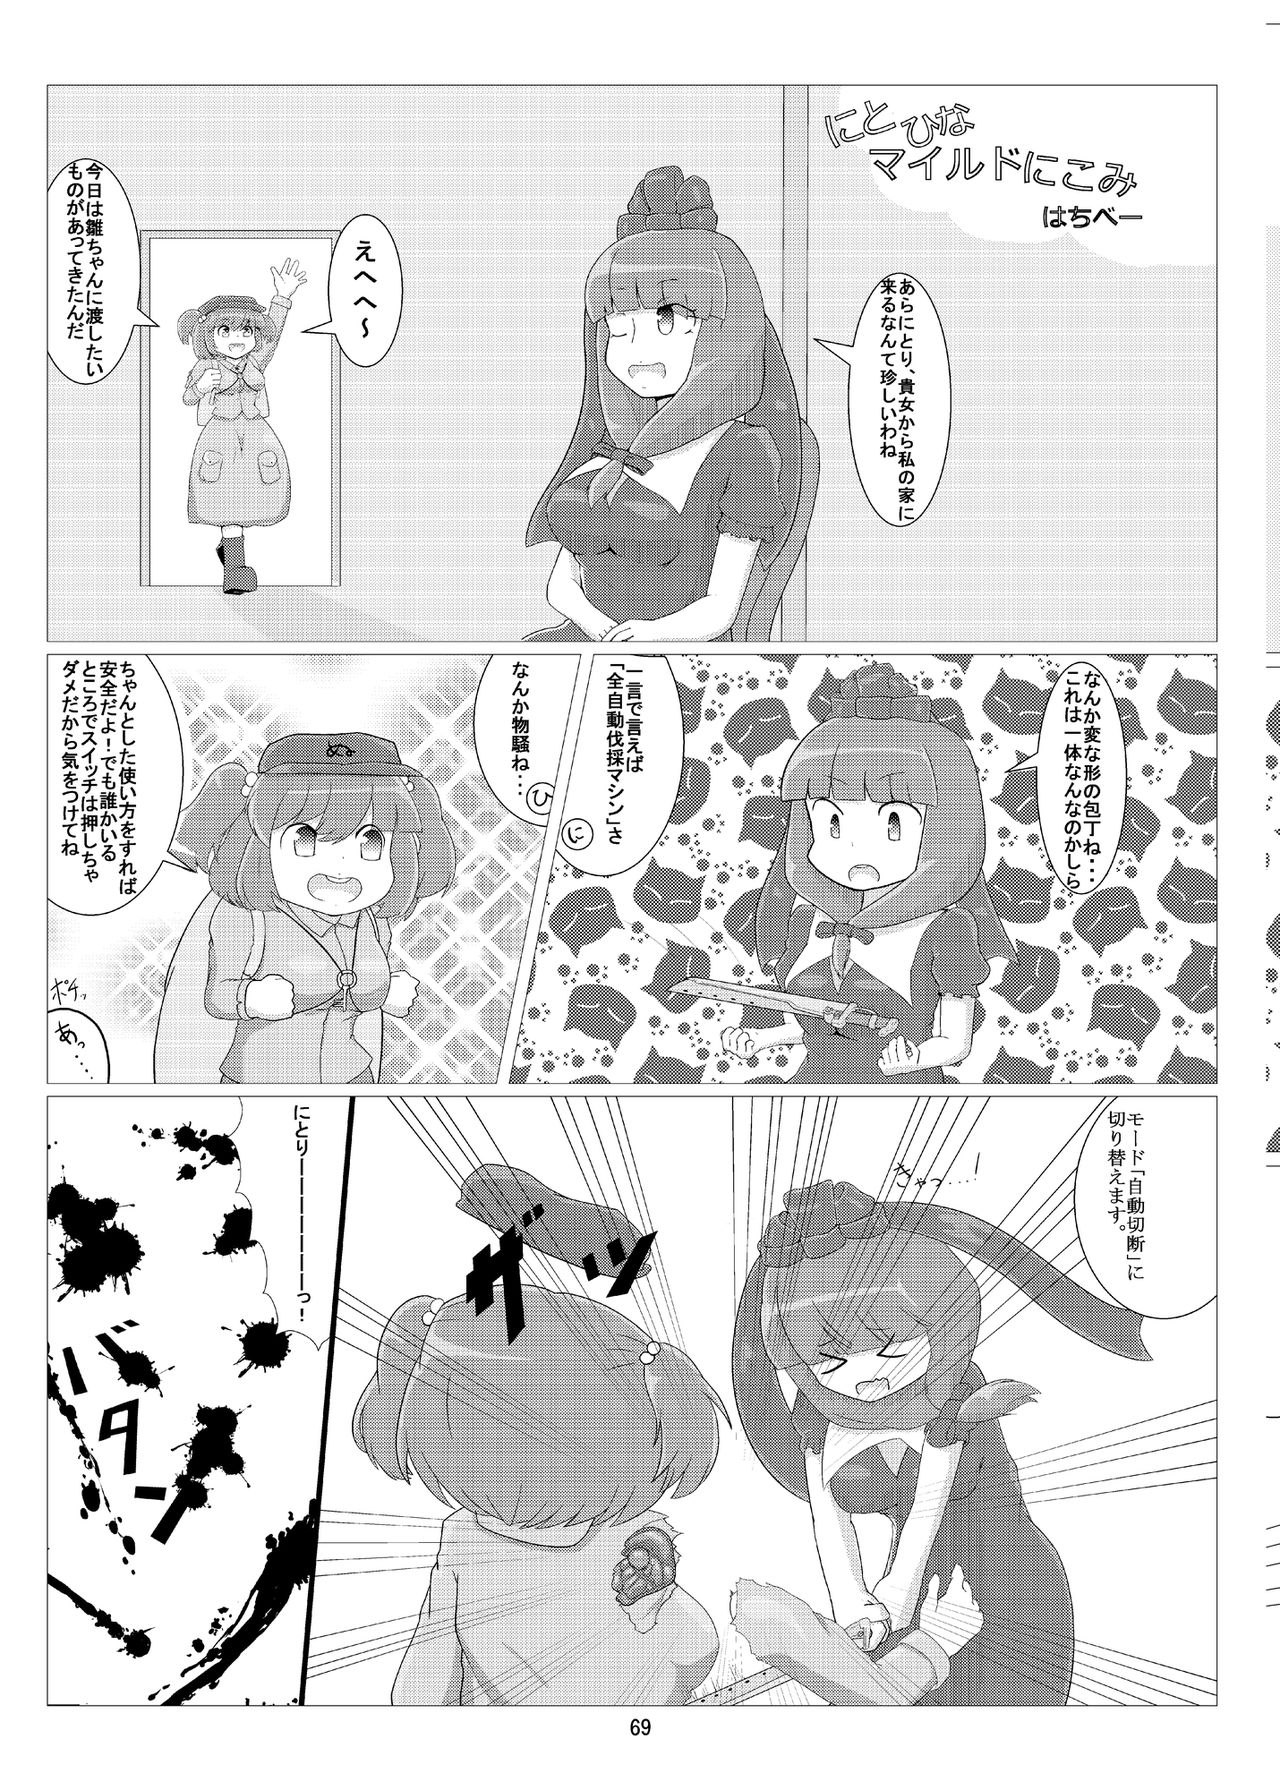 にとひな
マイルドにこみ
はちべー
あらにとり、貴女から私の家に
来るなんて珍しいわね
えへへ～
今日は雛ちゃんに渡したい
ものがあってきたんだ
なんか変な形の包丁ね・・・
これは一体なんなのかしら
一言で言えば
「全自動伐採マシン」さ
に
なんか物騒ね・・・
ひ
ちゃんとした使い方をすれば
安全だよ！でも誰かいる
ところでスイッチは押しちゃ
ダメだから気をつけてね
ポチッ
あっ・・・
モード「自動切断」に
切り替えます。
きゃっ・・・！
ザッ
にとりーーーーーーーっ！
バタン
69